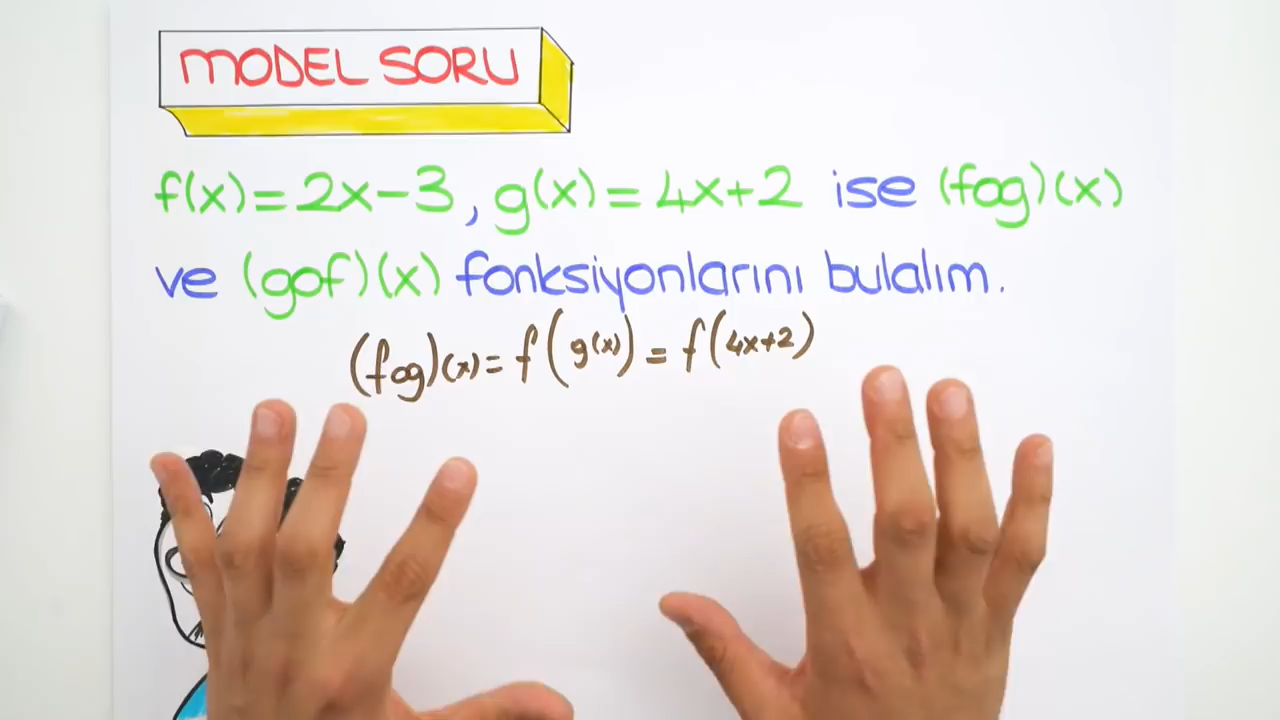 MODEL SORU
f(x)=2x-3, g(x)=4x+2 ise (fog)(x)
ve (gof)(x) fonksiyonlarını bulalım.
(fog)(x)=f(g(x))=f(4x+2)